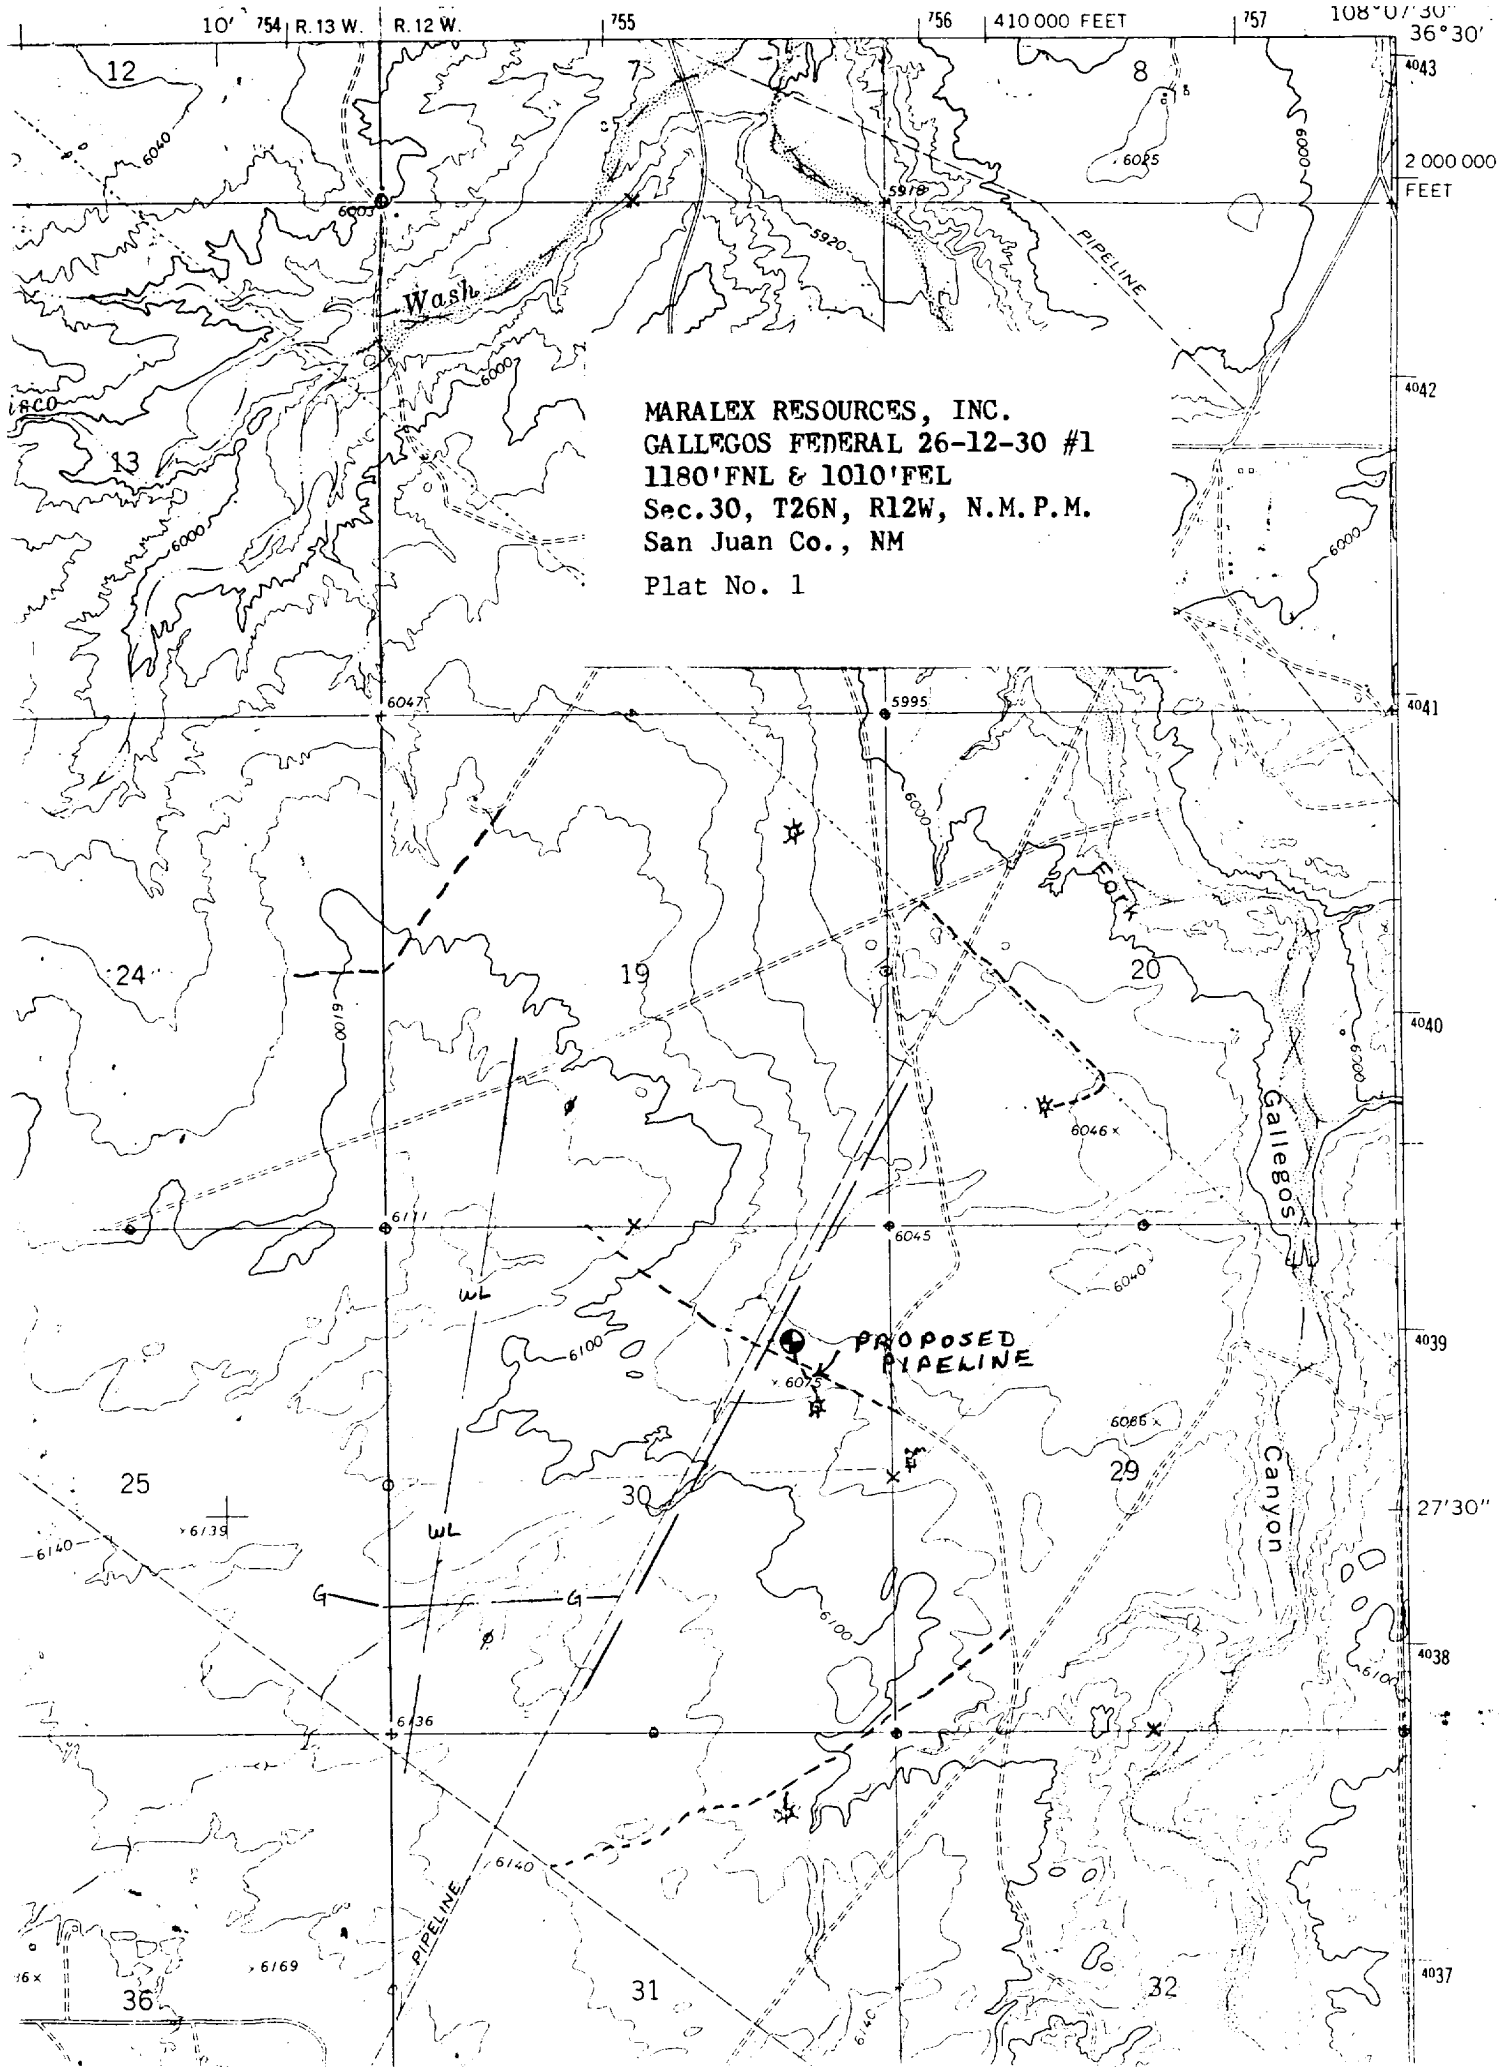 10' 754 R.13 W. R.12 W. 755 756 410 000 FEET 757 108°07'30"
36°30'
12 7 8 4043
6040 6025 6000
2 000 000
FEET
6003 5918
5920
PIPELINE
Wash
6000
4042
MARALEX RESOURCES, INC.
GALLEGOS FEDERAL 26-12-30 #1
1180'FNL & 1010'FEL
Sec.30, T26N, R12W, N.M.P.M.
San Juan Co., NM
Plat No. 1
13
6000
6000
6047 5995 4041
6000
Fork
24 19 20
6100
4040
6000
Gallegos
6046 x
6111 6045
WL
6040
6100
PROPOSED
PIPELINE
4039
x 6075
6066 x
25 30 29
Canyon
27'30"
WL
x 6139
6140
G G
6100
4038
6100
6136
6140
PIPELINE
x 6169
36 31 32 4037
6140